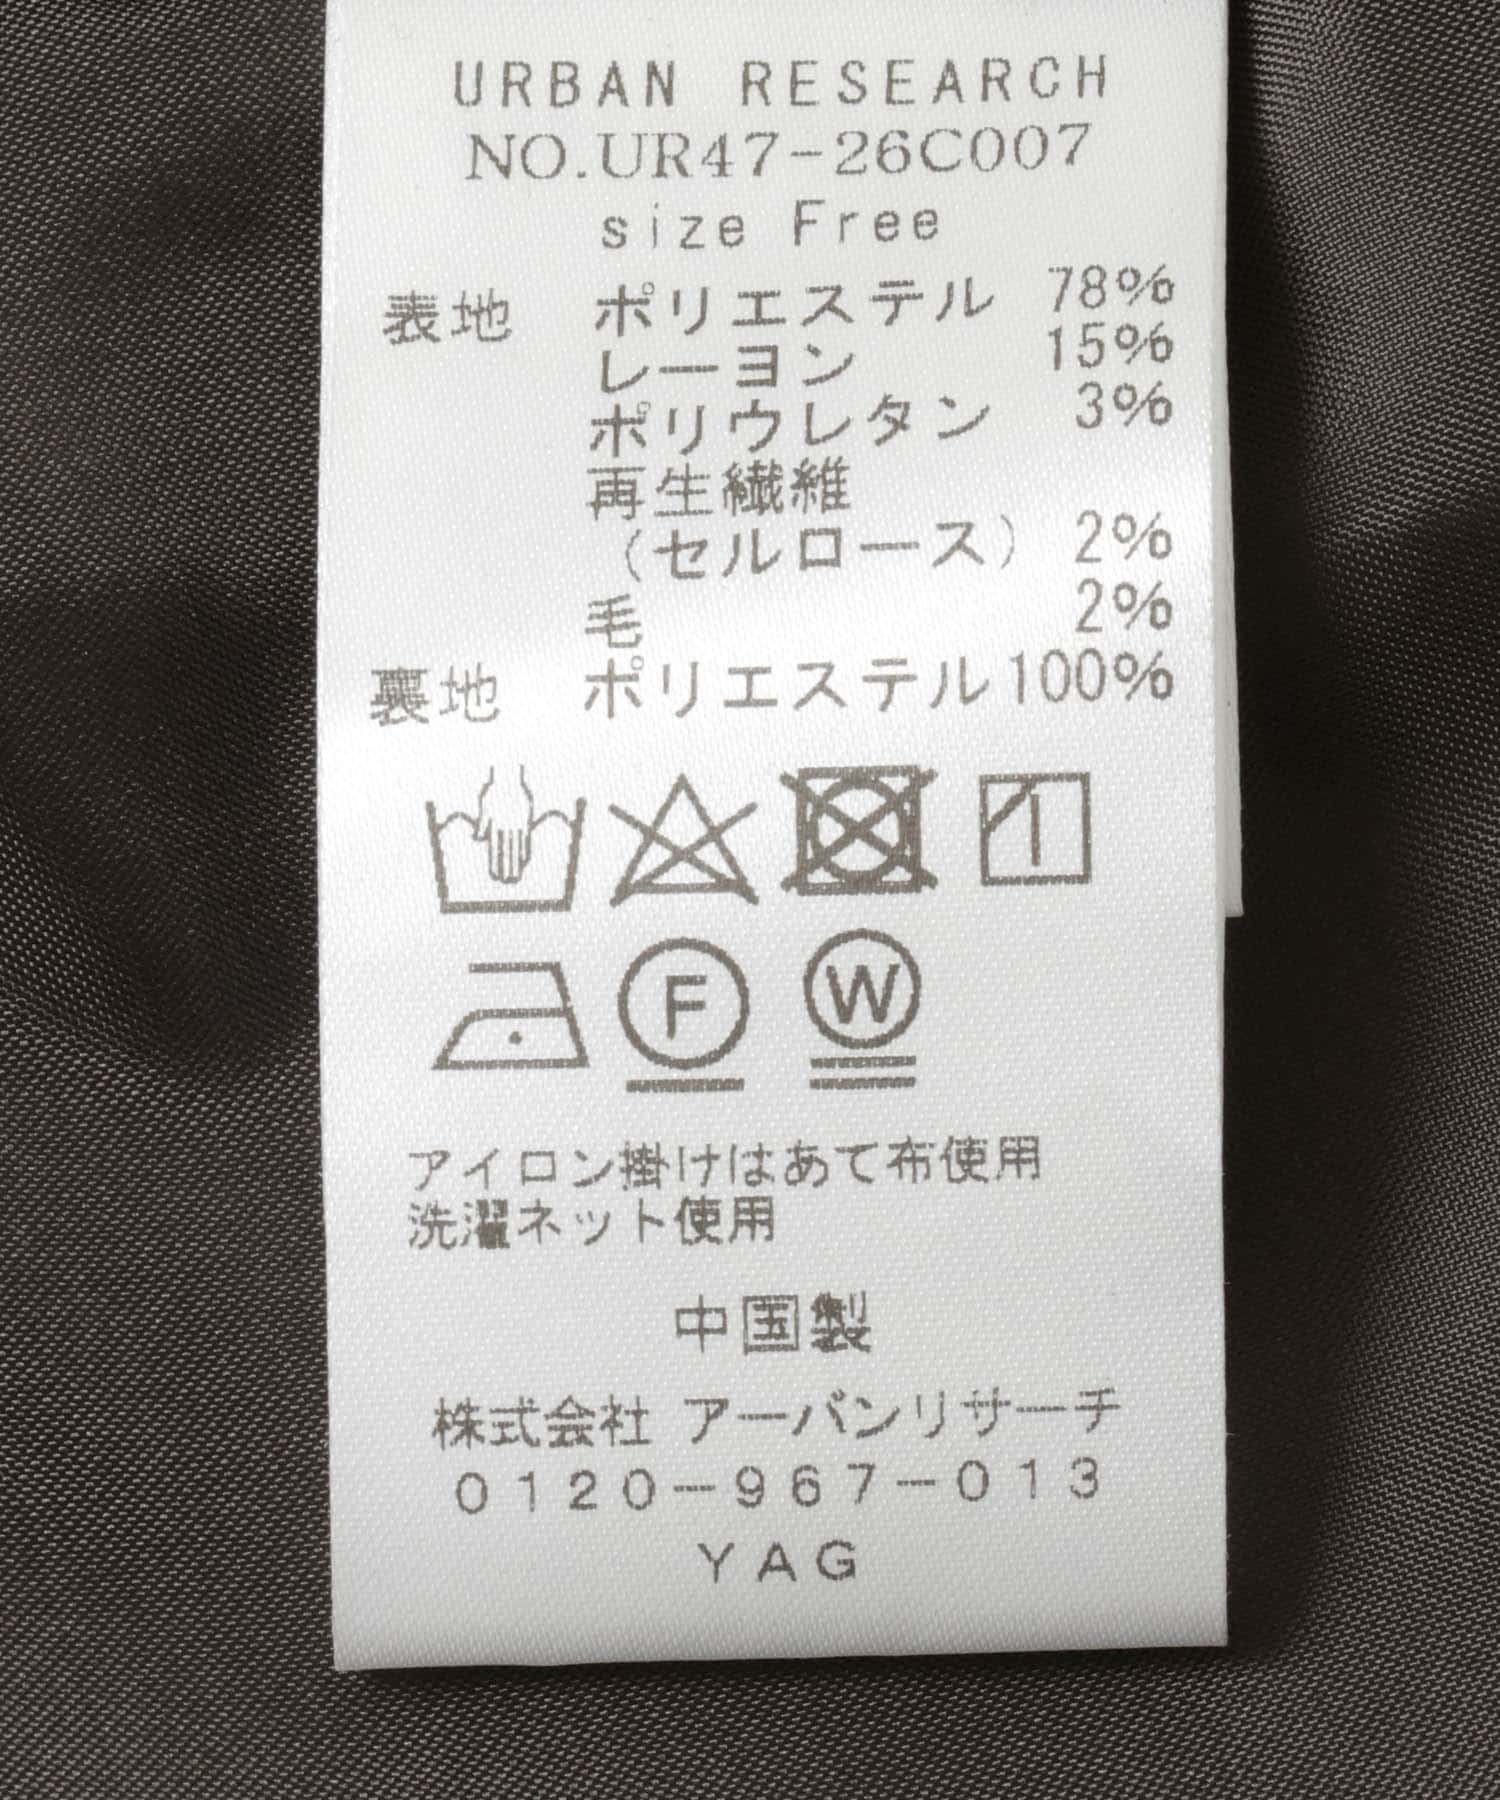 URBAN RESEARCH
NO.UR47-26C007
size Free
表地 ポリエステル 78%
レーヨン 15%
ポリウレタン 3%
再生繊維
(セルロース) 2%
毛 2%
裏地 ポリエステル 100%
F W
アイロン掛けはあて布使用
洗濯ネット使用
中国製
株式会社 アーバンリサーチ
0120-967-013
YAG